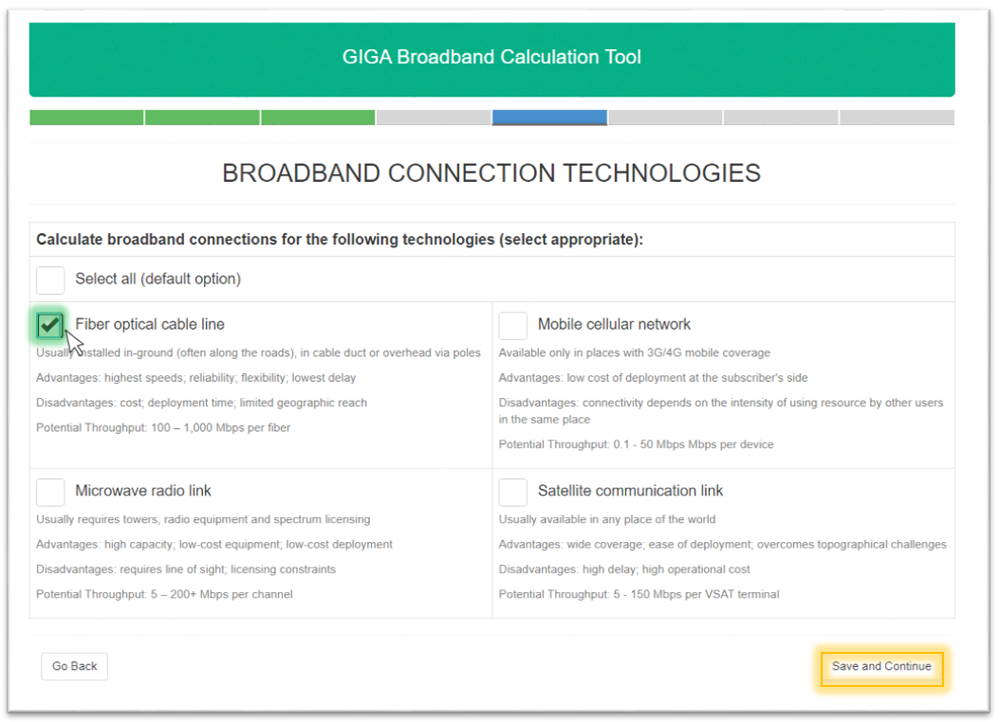 GIGA Broadband Calculation Tool
BROADBAND CONNECTION TECHNOLOGIES
Calculate broadband connections for the following technologies (select appropriate):
Select all (default option)
Fiber optical cable line
Usually installed in-ground (often along the roads), in cable duct or overhead via poles
Advantages: highest speeds; reliability; flexibility; lowest delay
Disadvantages: cost; deployment time; limited geographic reach
Potential Throughput: 100 – 1,000 Mbps per fiber
Mobile cellular network
Available only in places with 3G/4G mobile coverage
Advantages: low cost of deployment at the subscriber's side
Disadvantages: connectivity depends on the intensity of using resource by other users
in the same place
Potential Throughput: 0.1 - 50 Mbps Mbps per device
Microwave radio link
Usually requires towers, radio equipment and spectrum licensing
Advantages: high capacity; low-cost equipment; low-cost deployment
Disadvantages: requires line of sight; licensing constraints
Potential Throughput: 5 – 200+ Mbps per channel
Satellite communication link
Usually available in any place of the world
Advantages: wide coverage; ease of deployment; overcomes topographical challenges
Disadvantages: high delay; high operational cost
Potential Throughput: 5 - 150 Mbps per VSAT terminal
Go Back
Save and Continue